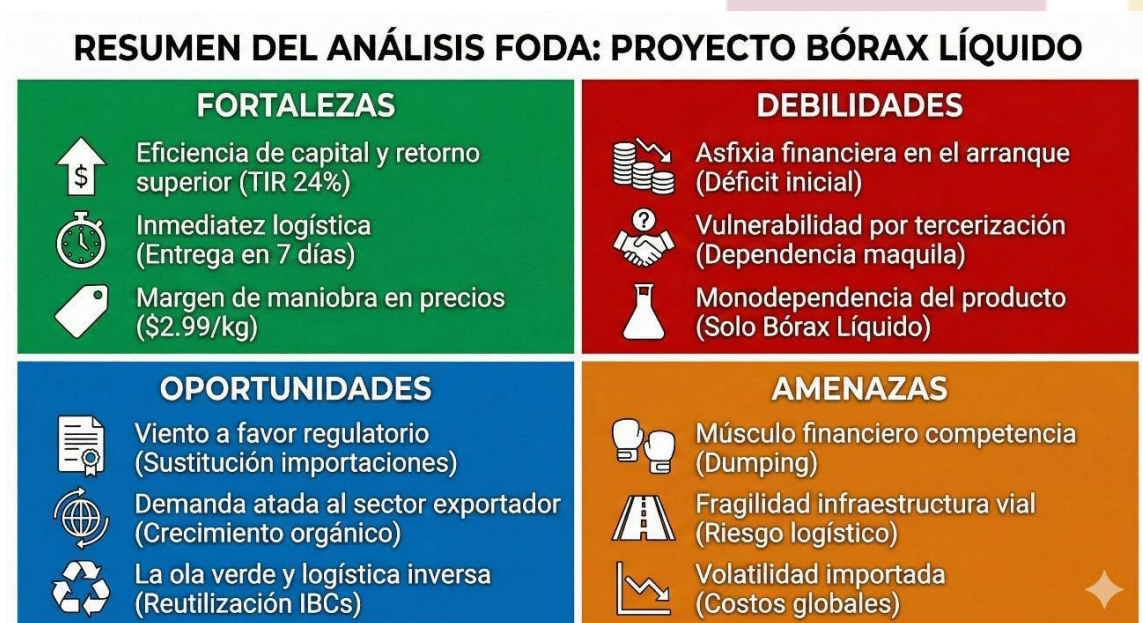 RESUMEN DEL ANÁLISIS FODA: PROYECTO BÓRAX LÍQUIDO
FORTALEZAS
$
Eficiencia de capital y retorno
superior (TIR 24%)
Inmediatez logística
(Entrega en 7 días)
Margen de maniobra en precios
($2.99/kg)
DEBILIDADES
Asfixia financiera en el arranque
(Déficit inicial)
?
Vulnerabilidad por tercerización
(Dependencia maquila)
Monodependencia del producto
(Solo Bórax Líquido)
OPORTUNIDADES
Viento a favor regulatorio
(Sustitución importaciones)
Demanda atada al sector exportador
(Crecimiento orgánico)
La ola verde y logística inversa
(Reutilización IBCs)
AMENAZAS
Músculo financiero competencia
(Dumping)
Fragilidad infraestructura vial
(Riesgo logístico)
Volatilidad importada
(Costos globales)